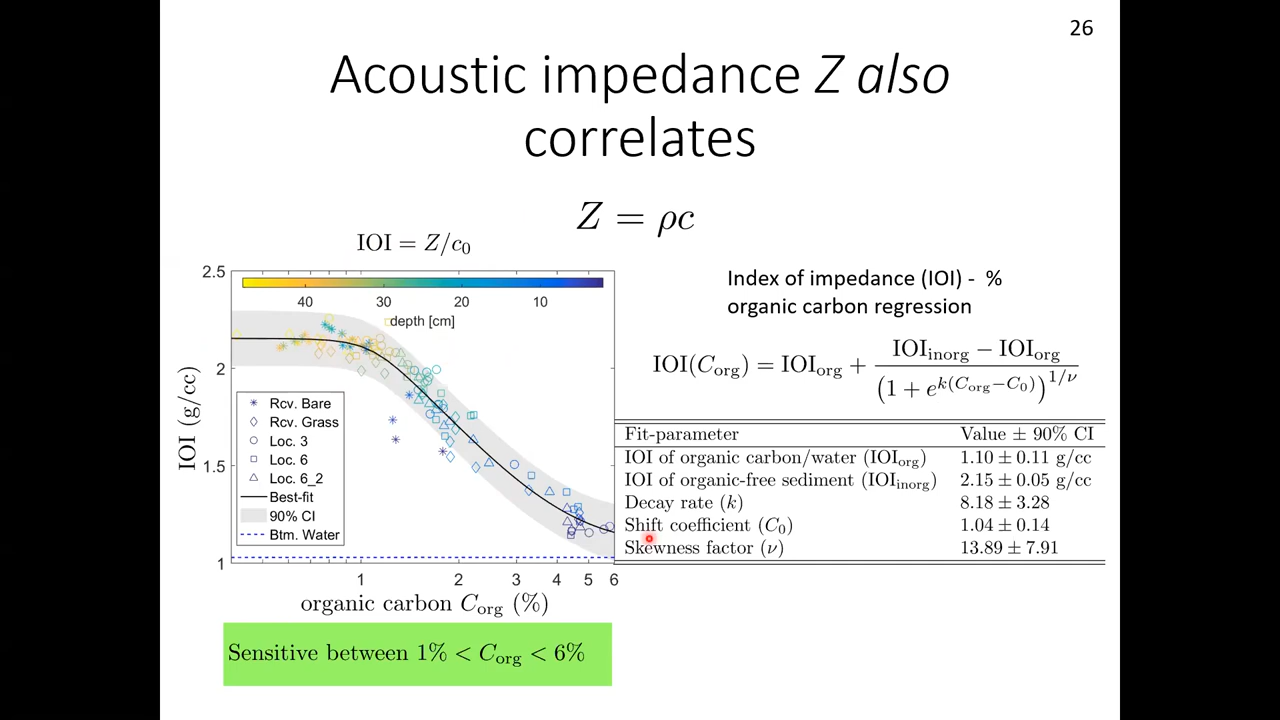 26
Acoustic impedance Z also
correlates
Z = ρc
IOI = Z/c₀
Index of impedance (IOI) - %
organic carbon regression
IOI(C_org) = IOI_org + (IOI_inorg − IOI_org) / (1 + e^{k(C_org−C₀)})^{1/ν}
2.5
2
1.5
1
IOI (g/cc)
40 30 20 10
depth [cm]
Rcv. Bare
Rcv. Grass
Loc. 3
Loc. 6
Loc. 6_2
Best-fit
90% CI
Btm. Water
1 2 3 4 5 6
organic carbon C_org (%)
Fit-parameter Value ± 90% CI
IOI of organic carbon/water (IOI_org) 1.10 ± 0.11 g/cc
IOI of organic-free sediment (IOI_inorg) 2.15 ± 0.05 g/cc
Decay rate (k) 8.18 ± 3.28
Shift coefficient (C₀) 1.04 ± 0.14
Skewness factor (ν) 13.89 ± 7.91
Sensitive between 1% < C_org < 6%